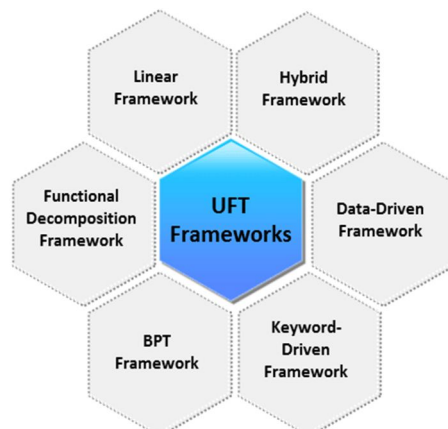 Linear
Framework
Hybrid
Framework
Functional
Decomposition
Framework
UFT
Frameworks
Data-Driven
Framework
BPT
Framework
Keyword-
Driven
Framework